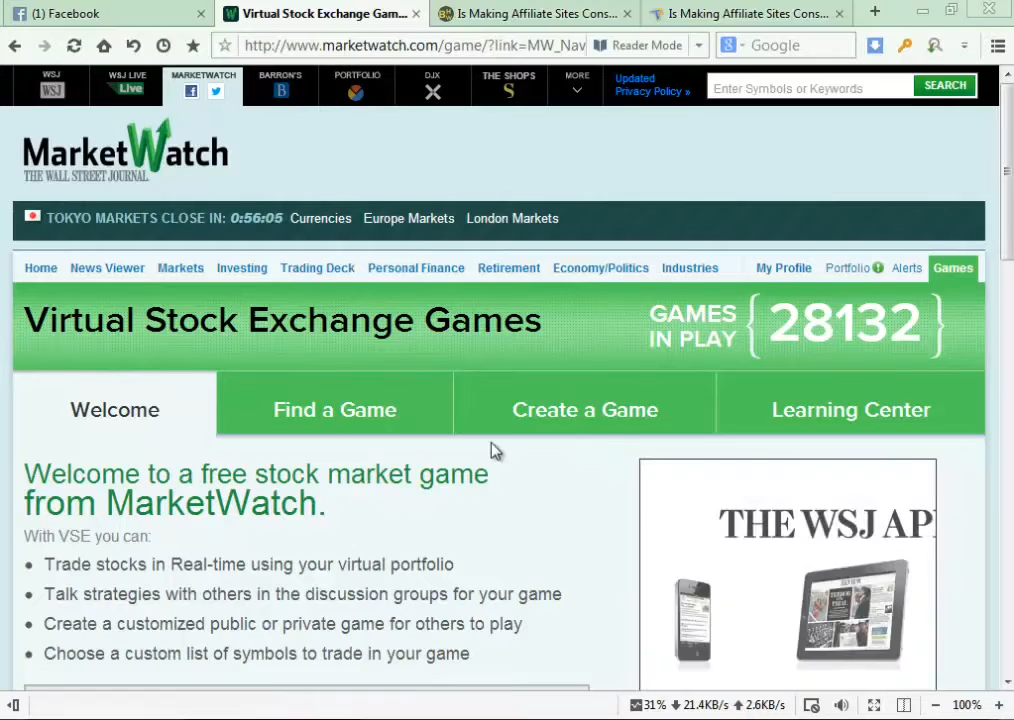 (1) Facebook
Virtual Stock Exchange Gam...
Is Making Affiliate Sites Cons...
Is Making Affiliate Sites Cons...
http://www.marketwatch.com/game/?link=MW_Nav
Reader Mode
Google
WSJ
WSJ
WSJ LIVE
Live
MARKETWATCH
BARRON'S
B
PORTFOLIO
DJX
THE SHOPS
S
MORE
Updated
Privacy Policy »
Enter Symbols or Keywords
SEARCH
MarketWatch
THE WALL STREET JOURNAL
TOKYO MARKETS CLOSE IN: 0:56:05 Currencies Europe Markets London Markets
Home News Viewer Markets Investing Trading Deck Personal Finance Retirement Economy/Politics Industries My Profile Portfolio Alerts Games
Virtual Stock Exchange Games
GAMES
IN PLAY
{28132}
Welcome
Find a Game
Create a Game
Learning Center
Welcome to a free stock market game
from MarketWatch.
With VSE you can:
• Trade stocks in Real-time using your virtual portfolio
• Talk strategies with others in the discussion groups for your game
• Create a customized public or private game for others to play
• Choose a custom list of symbols to trade in your game
THE WSJ AP
31% 21.4KB/s 2.6KB/s
100%